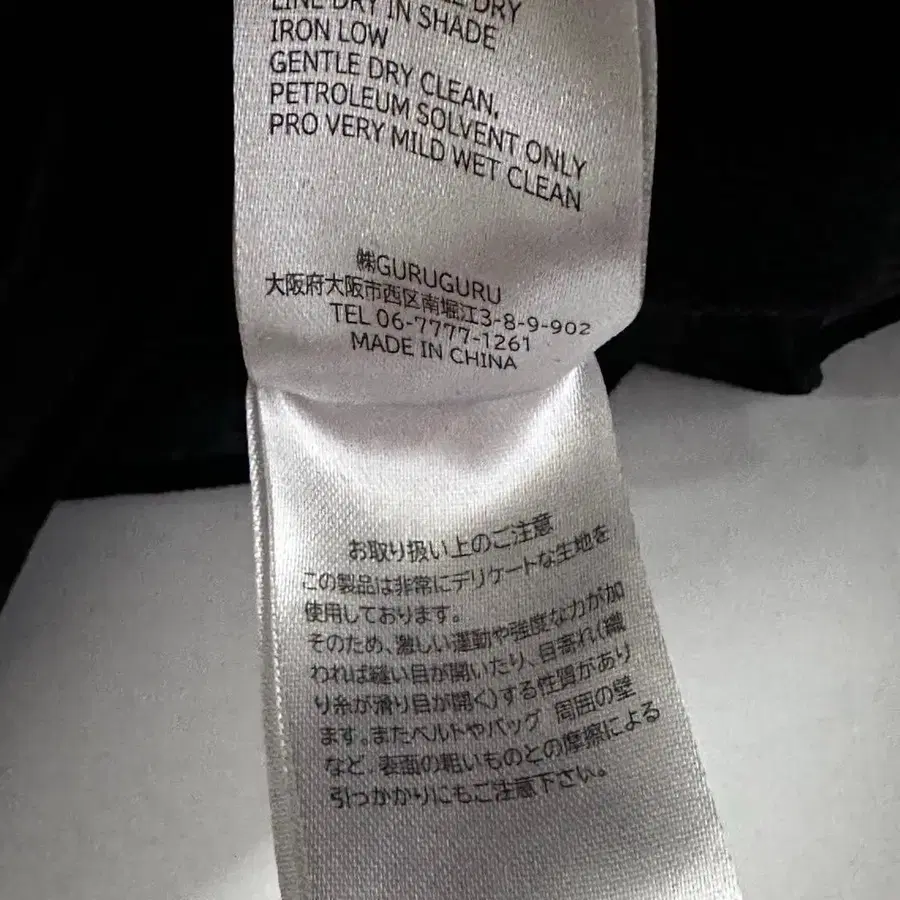 DRY
LINE DRY IN SHADE
IRON LOW
GENTLE DRY CLEAN,
PETROLEUM SOLVENT ONLY
PRO VERY MILD WET CLEAN
㈱GURUGURU
大阪府大阪市西区南堀江3-8-9-902
TEL 06-7777-1261
MADE IN CHINA
お取り扱い上のご注意
この製品は非常にデリケートな生地を
使用しております。
そのため、激しい運動や強度な力が加
われば縫い目が開いたり、目寄れ(織
り糸が滑り目が開く)する性質があり
ます。またベルトやバッグ 周囲の壁
など、表面の粗いものとの摩擦による
引っかかりにもご注意下さい。